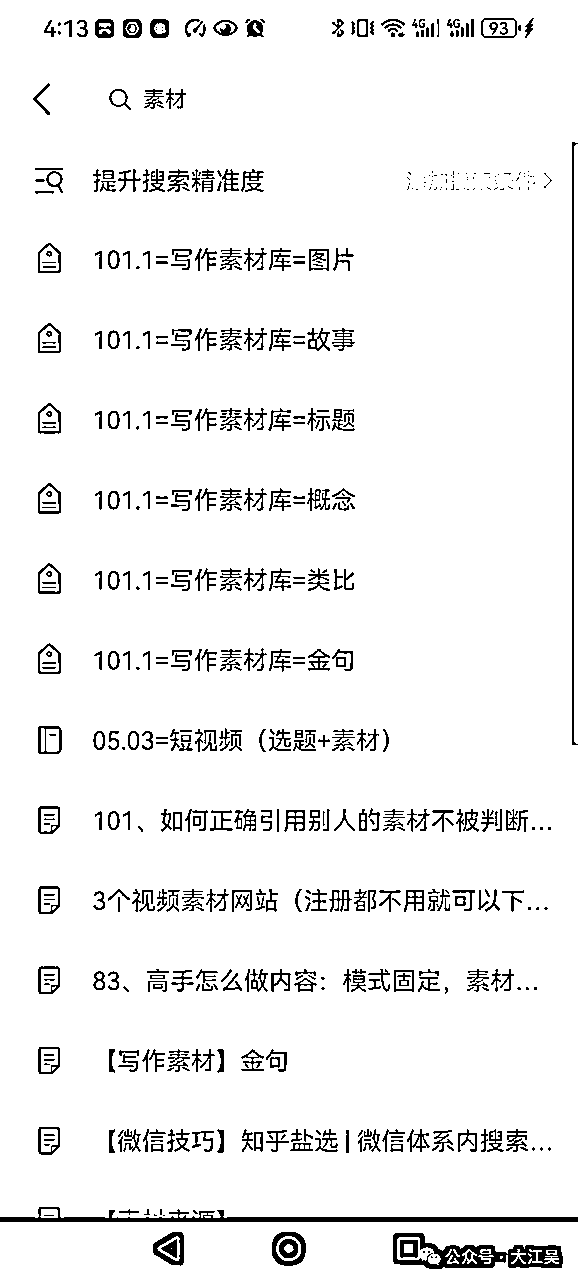 4:13 4G 4G 93
素材
提升搜索精准度
101.1=写作素材库=图片
101.1=写作素材库=故事
101.1=写作素材库=标题
101.1=写作素材库=概念
101.1=写作素材库=类比
101.1=写作素材库=金句
05.03=短视频（选题+素材）
101、如何正确引用别人的素材不被判断...
3个视频素材网站（注册都不用就可以下...
83、高手怎么做内容：模式固定，素材...
【写作素材】金句
【微信技巧】知乎盐选 | 微信体系内搜索...
公众号·大江吴